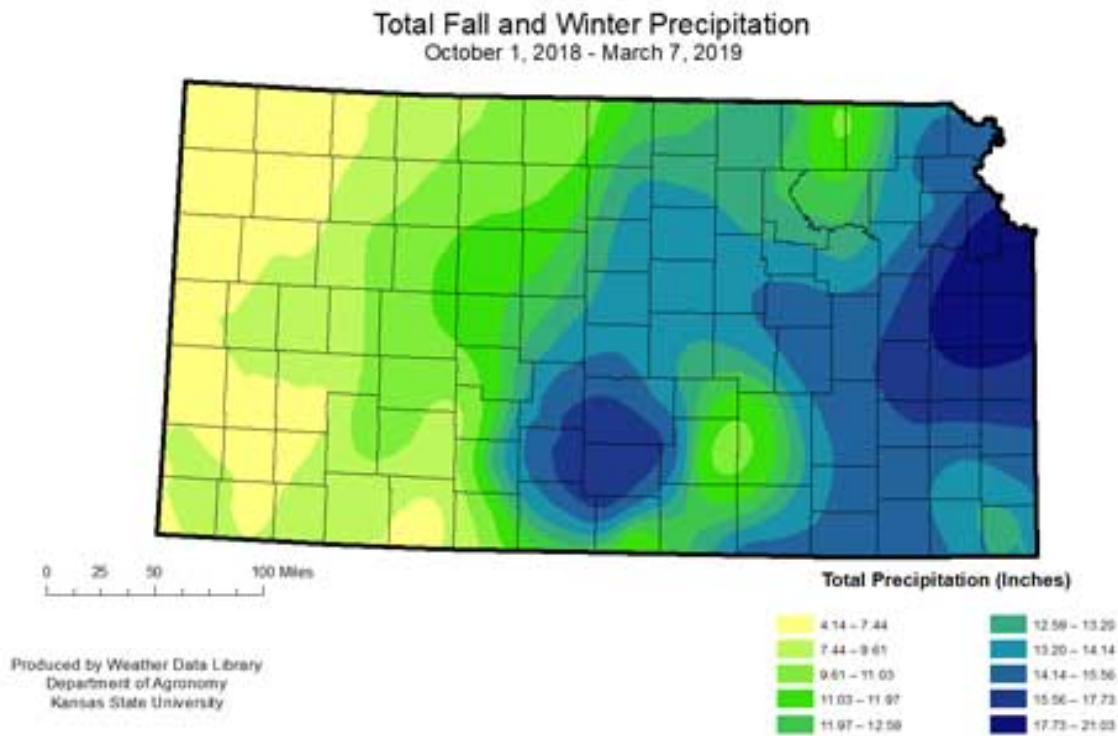 Total Fall and Winter Precipitation
October 1, 2018 - March 7, 2019
0 25 50 100 Miles
Total Precipitation (Inches)
4.14 – 7.44
7.44 – 9.61
9.61 – 11.03
11.03 – 11.97
11.97 – 12.59
12.59 – 13.20
13.20 – 14.14
14.14 – 15.56
15.56 – 17.73
17.73 – 21.03
Produced by Weather Data Library
Department of Agronomy
Kansas State University